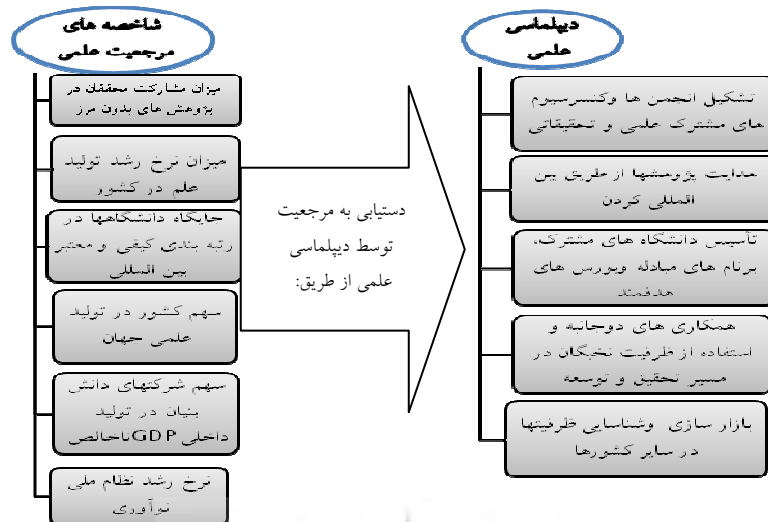 شاخصه های
مرجعیت علمی
میزان مشارکت محققان در
پژوهش های بدون مرز
میزان نرخ رشد تولید
علم در کشور
جایگاه دانشگاهها در
رتبه بندی کیفی و معتبر
بین المللی
سهم کشور در تولید
علمی جهان
سهم شرکتهای دانش
بنیان در تولید
داخلی GDPناخالص
نرخ رشد نظام ملی
نوآوری
دستیابی به مرجعیت
توسط دیپلماسی
علمی از طریق:
دیپلماسی
علمی
تشکیل انجمن ها وکنسرسیوم
های مشترک علمی و تحقیقاتی
هدایت پژوهشها از طریق بین
المللی کردن
تأسیس دانشگاه های مشترک،
برنام های مبادله وبورس های
هدفمند
همکاری های دوجانبه و
استفاده از ظرفیت نخبگان در
مسیر تحقیق و توسعه
بازار سازی وشناسایی ظرفیتها
در سایر کشورها